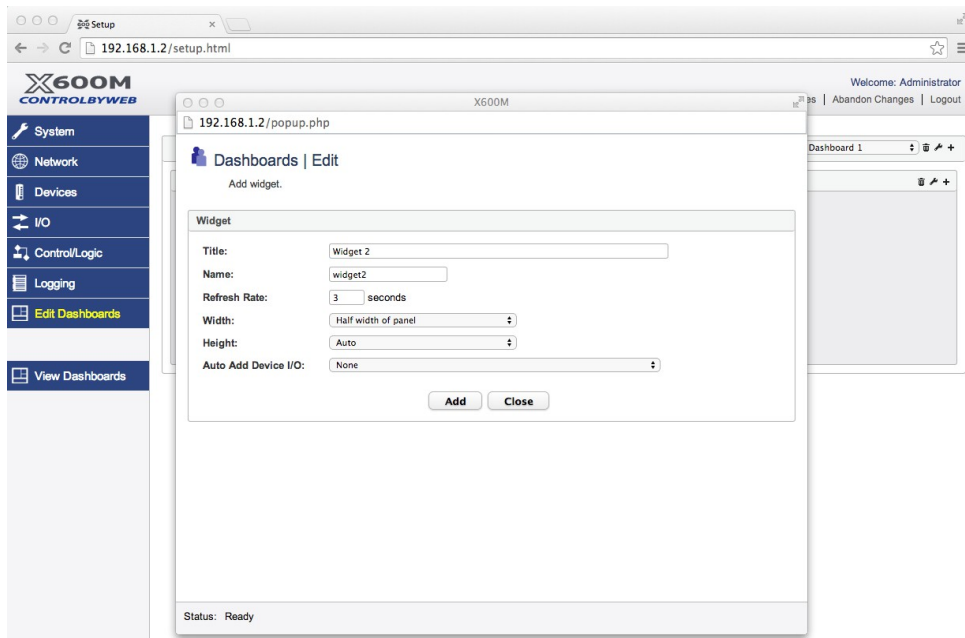 Setup
192.168.1.2/setup.html
X600M
CONTROLBYWEB
Welcome: Administrator
es | Abandon Changes | Logout
System
Network
Devices
I/O
Control/Logic
Logging
Edit Dashboards
View Dashboards
Dashboard 1
X600M
192.168.1.2/popup.php
Dashboards | Edit
Add widget.
Widget
Title: Widget 2
Name: widget2
Refresh Rate: 3 seconds
Width: Half width of panel
Height: Auto
Auto Add Device I/O: None
Add Close
Status: Ready